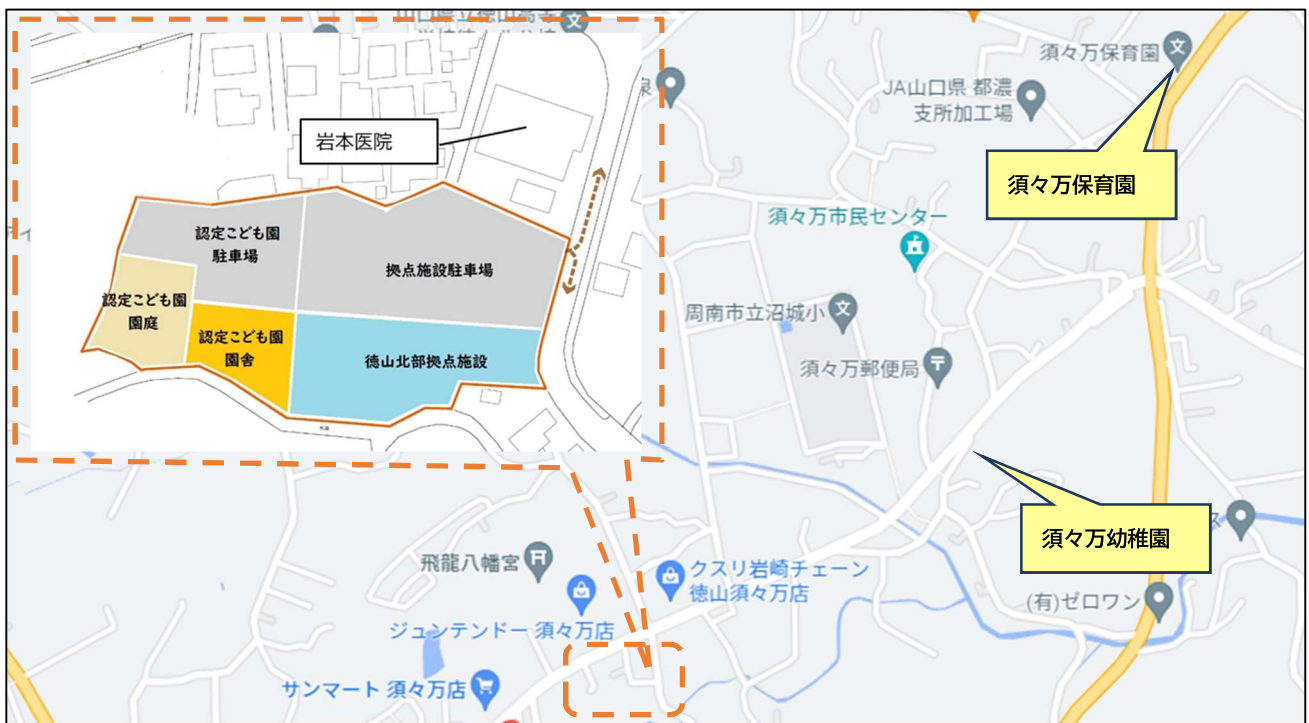 須々万保育園
JA山口県 都濃
支所加工場
須々万保育園
岩本医院
認定こども園
駐車場
拠点施設駐車場
認定こども園
園庭
認定こども園
園舎
徳山北部拠点施設
須々万市民センター
周南市立沼城小
須々万郵便局
須々万幼稚園
飛龍八幡宮
クスリ岩崎チェーン
徳山須々万店
ジュンテンドー 須々万店
(有)ゼロワン
サンマート 須々万店